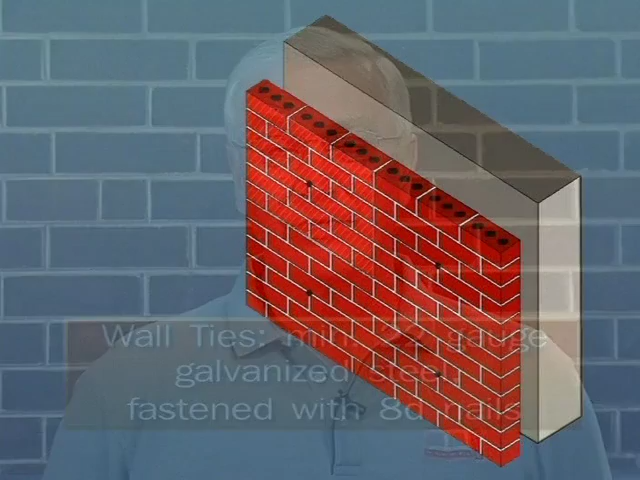 Wall Ties: min. 22 gauge
galvanized steel,
fastened with 8d nails